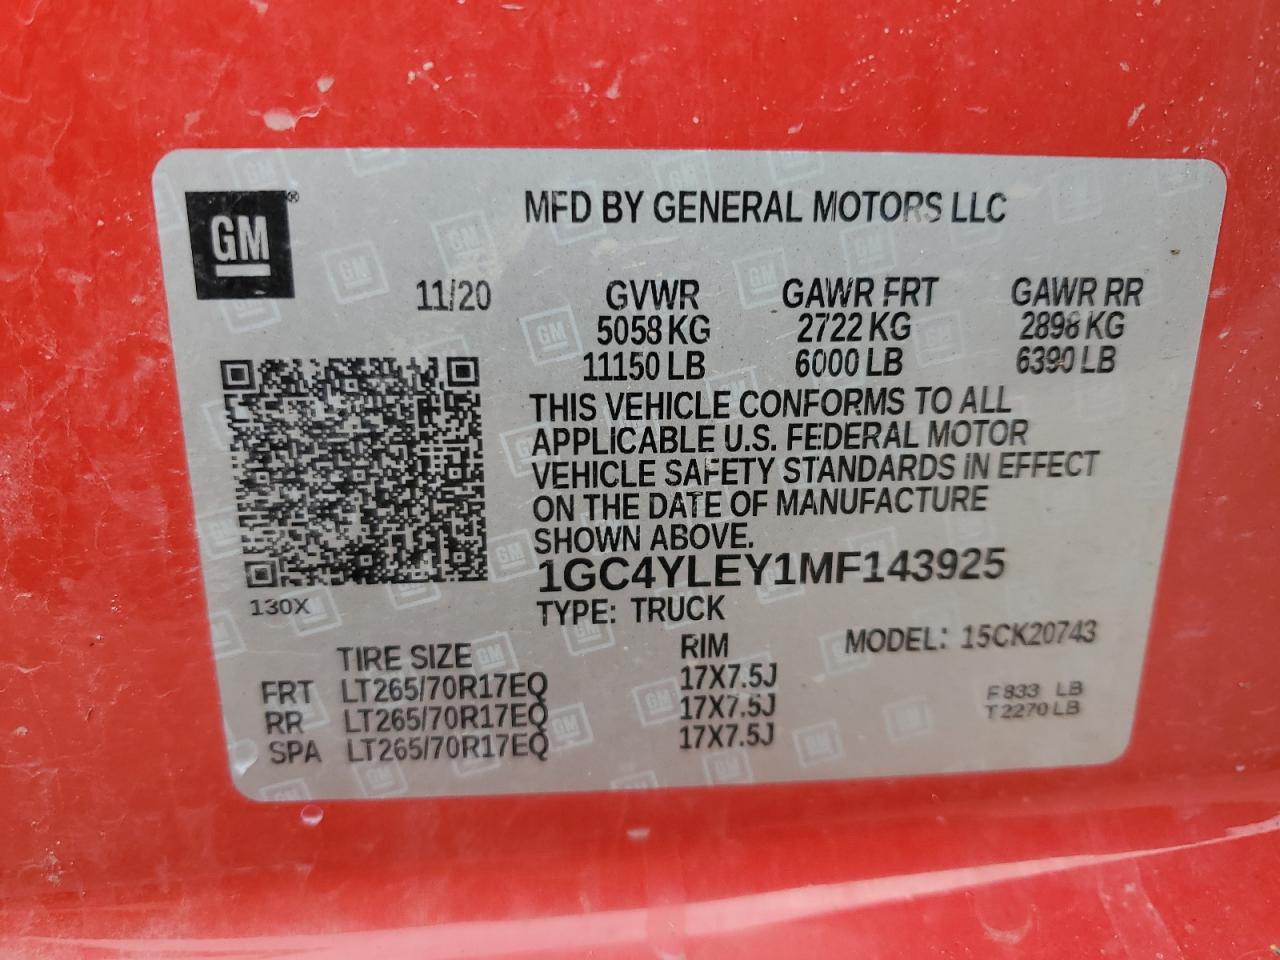 GM®
MFD BY GENERAL MOTORS LLC
11/20 GVWR GAWR FRT GAWR RR
5058 KG 2722 KG 2898 KG
11150 LB 6000 LB 6390 LB
THIS VEHICLE CONFORMS TO ALL
APPLICABLE U.S. FEDERAL MOTOR
VEHICLE SAFETY STANDARDS IN EFFECT
ON THE DATE OF MANUFACTURE
SHOWN ABOVE.
1GC4YLEY1MF143925
130X
TYPE: TRUCK
MODEL: 15CK20743
TIRE SIZE RIM
FRT LT265/70R17EQ 17X7.5J
RR LT265/70R17EQ 17X7.5J
SPA LT265/70R17EQ 17X7.5J
F 833 LB
T 2270 LB